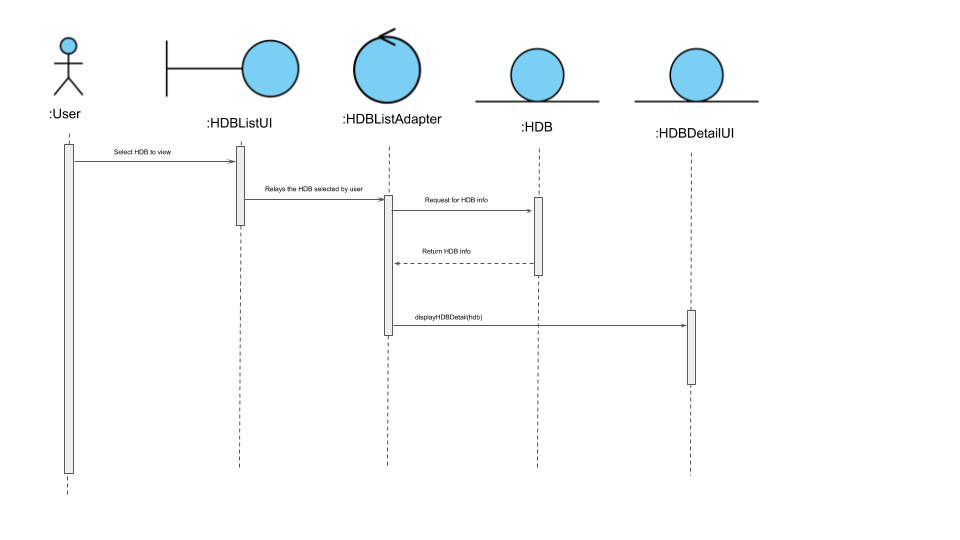 :User
:HDBListUI
:HDBListAdapter
:HDB
:HDBDetailUI
Select HDB to view
Relays the HDB selected by user
Request for HDB info
Return HDB info
displayHDBDetail(hdb)